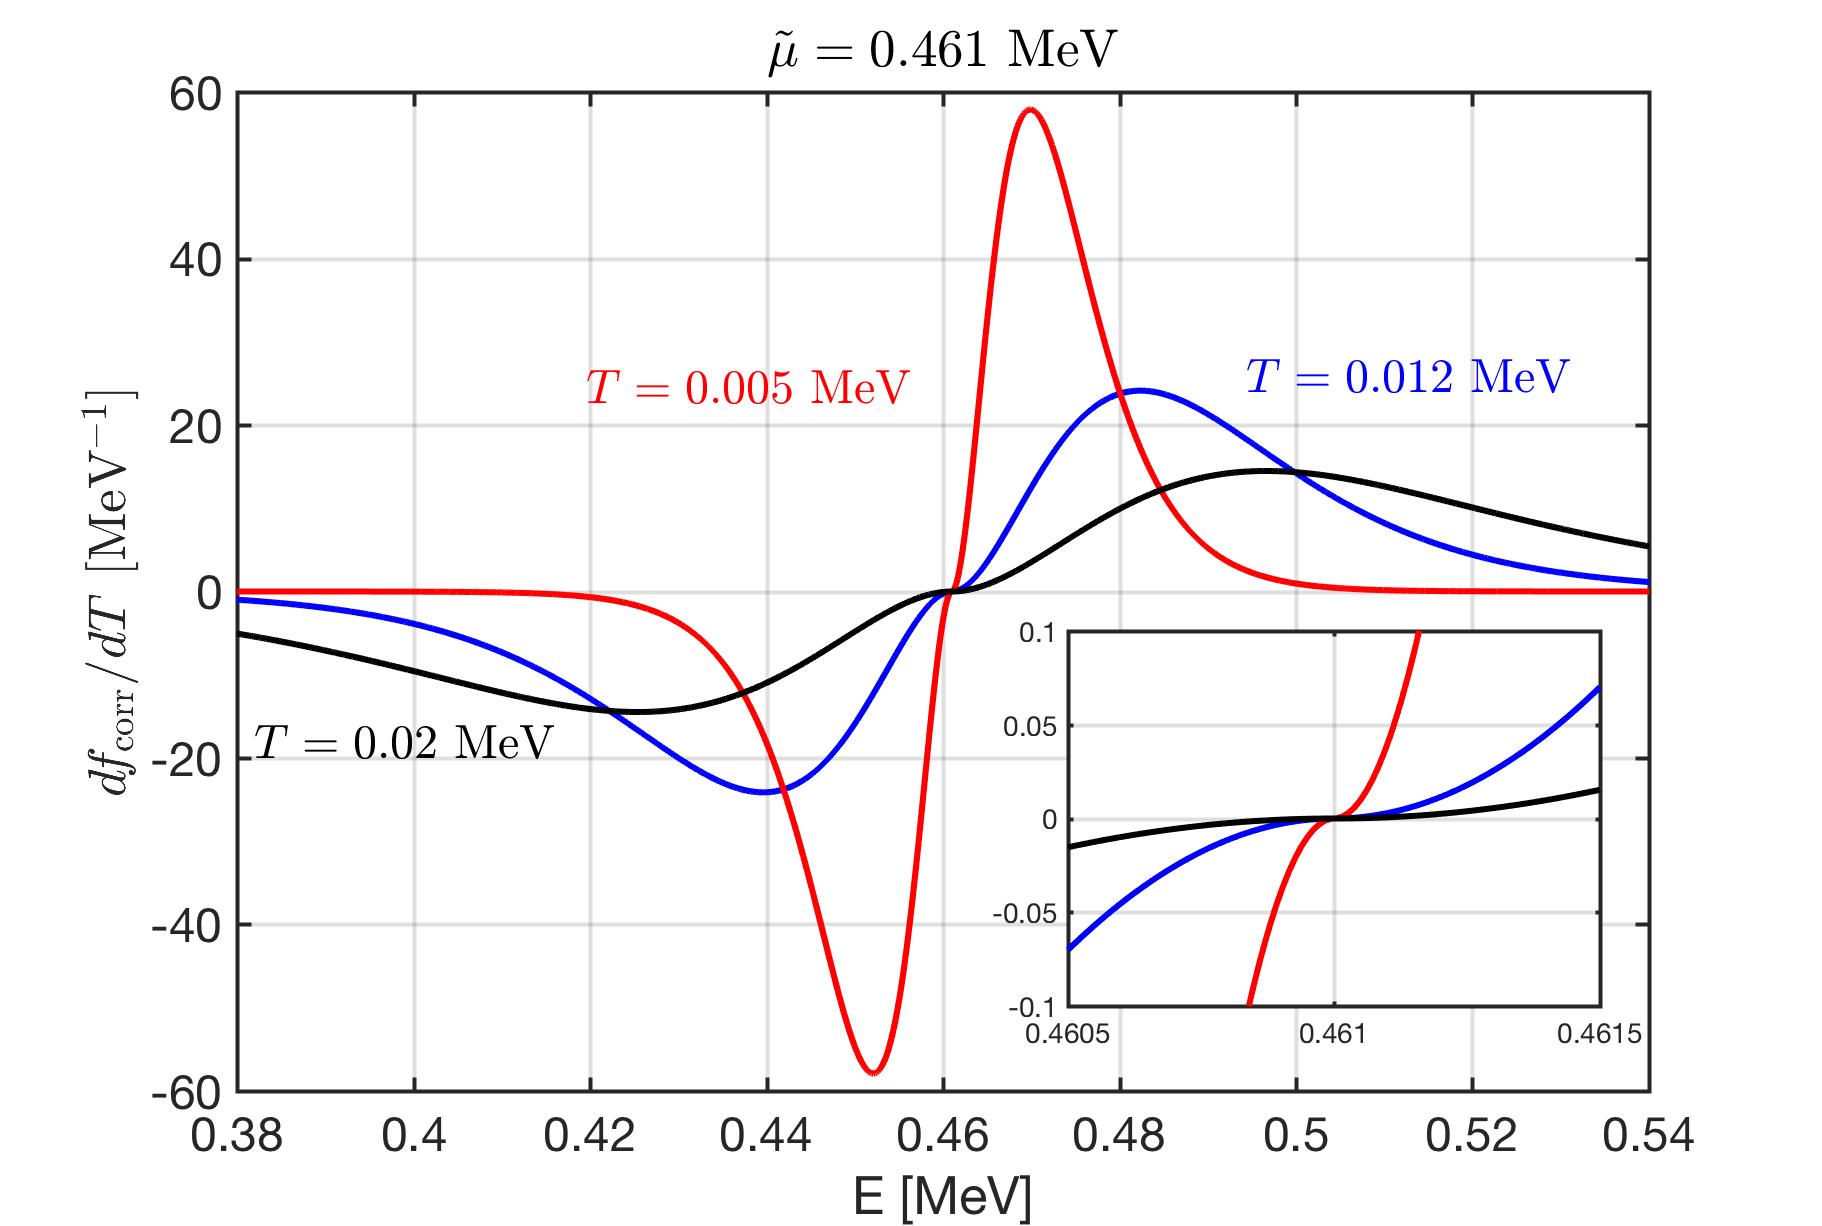 μ̃ = 0.461 MeV
60
40
20
0
-20
-40
-60
df_corr/dT [MeV⁻¹]
T = 0.005 MeV
T = 0.012 MeV
T = 0.02 MeV
0.1
0.05
0
-0.05
-0.1
0.4605 0.461 0.4615
0.38 0.4 0.42 0.44 0.46 0.48 0.5 0.52 0.54
E [MeV]